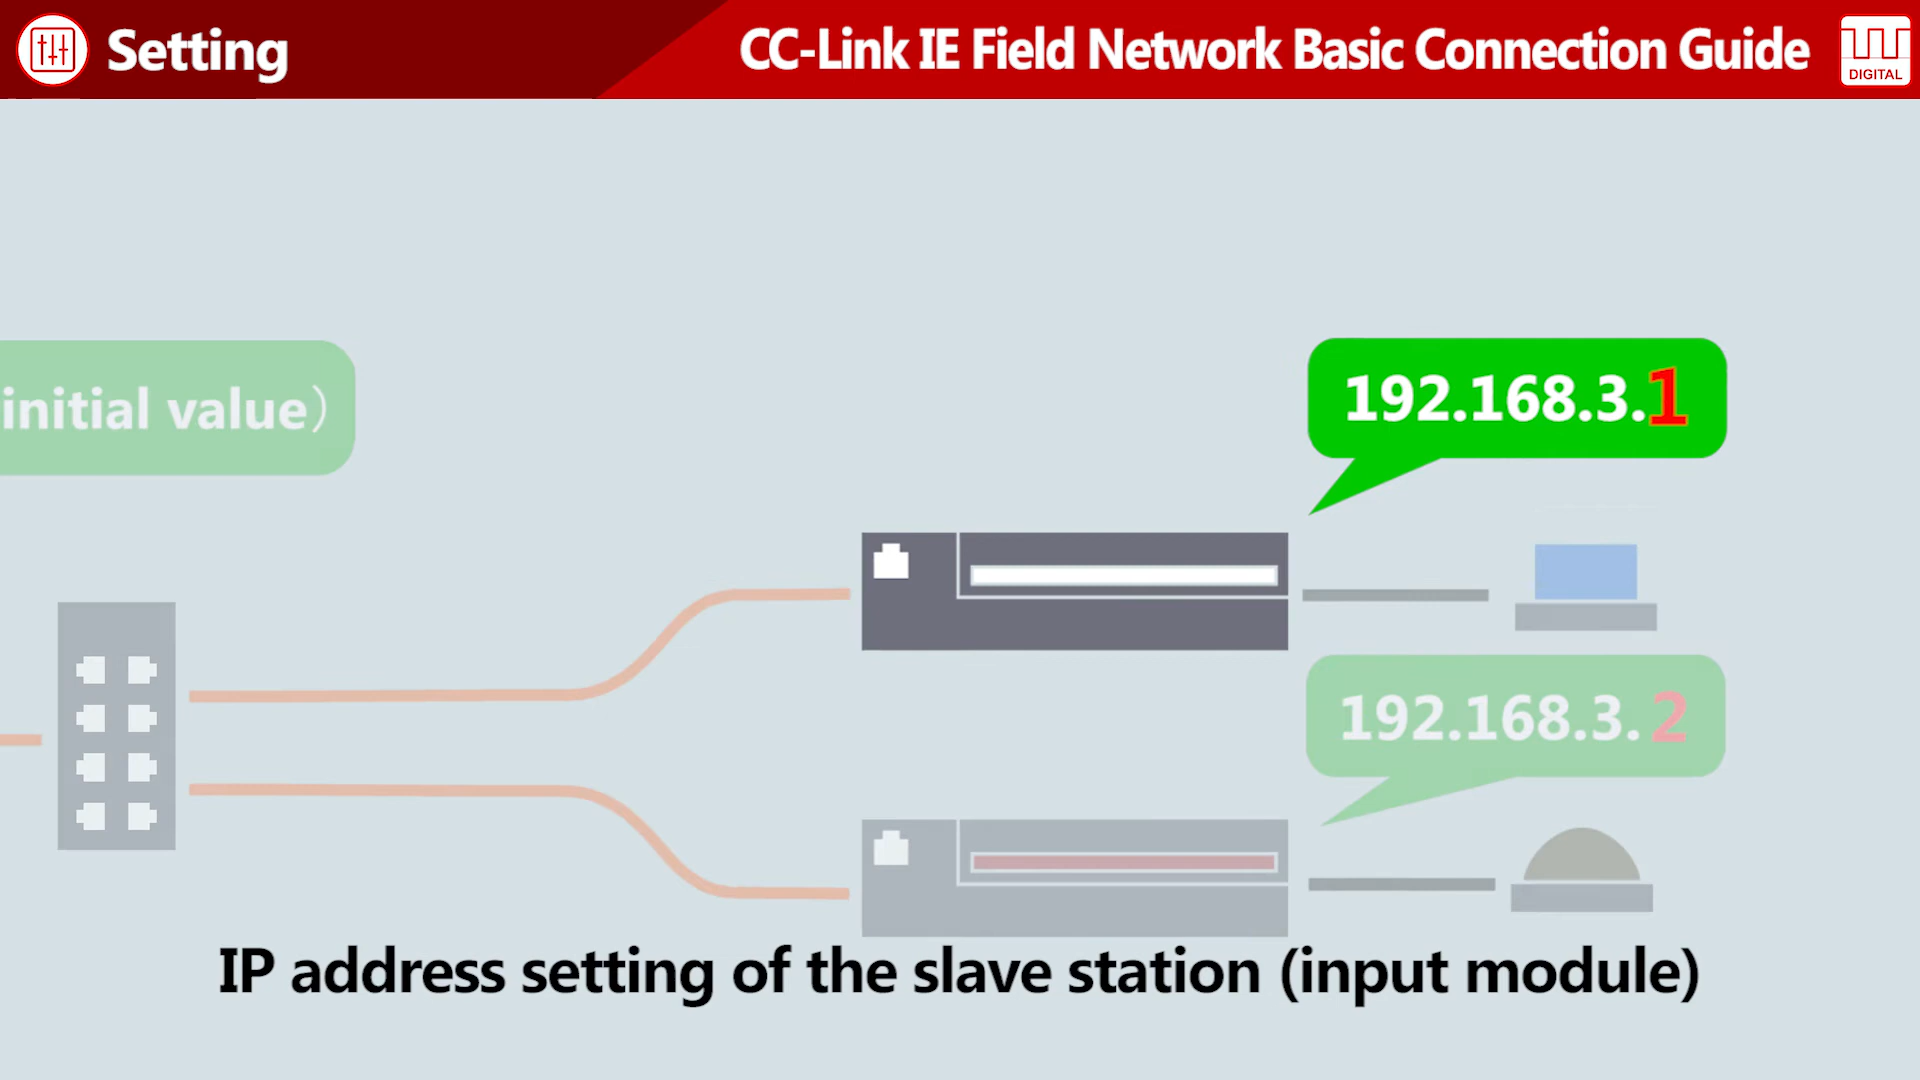 Setting
CC-Link IE Field Network Basic Connection Guide
DIGITAL
initial value）
192.168.3.1
192.168.3.2
IP address setting of the slave station (input module)